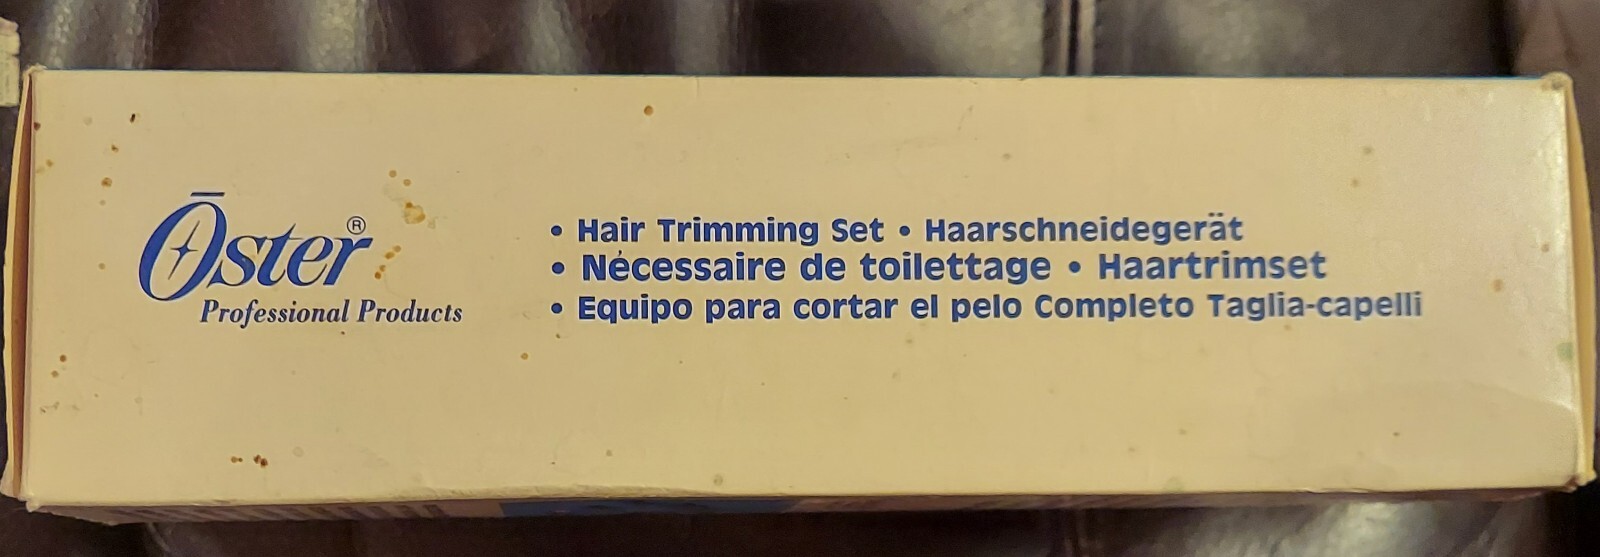 Ōster®
Professional Products
• Hair Trimming Set • Haarschneidegerät
• Nécessaire de toilettage • Haartrimset
• Equipo para cortar el pelo Completo Taglia-capelli